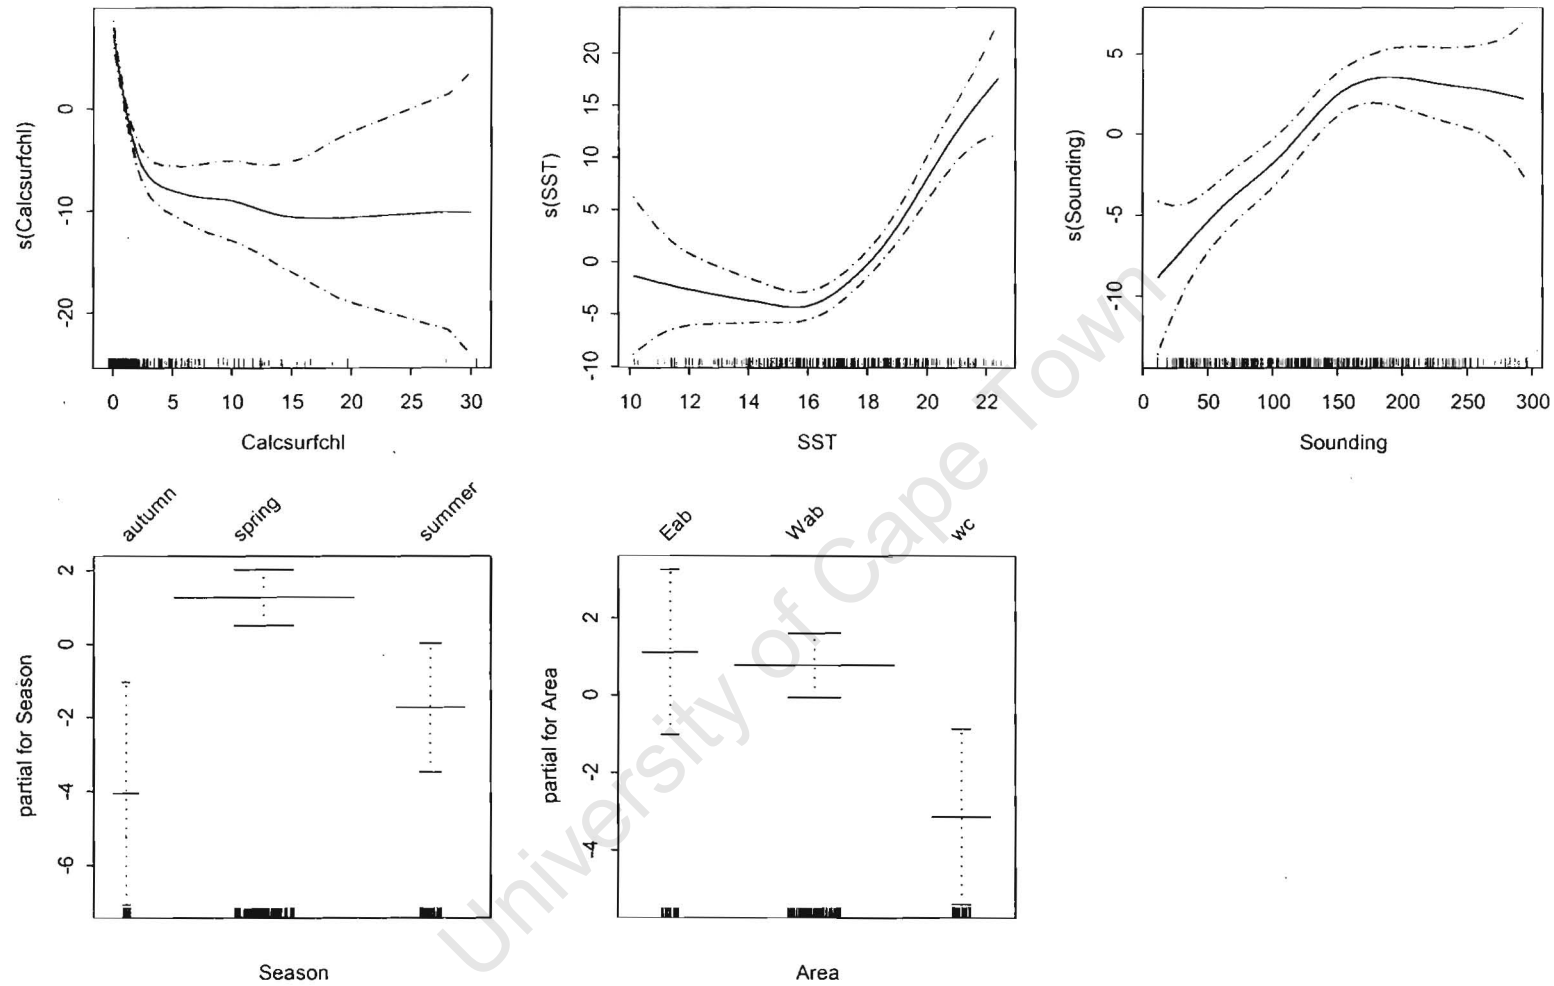 s(Calcsurfchl)
0
-10
-20
0 5 10 15 20 25 30
Calcsurfchl
s(SST)
20
15
10
5
0
-5
-10
10 12 14 16 18 20 22
SST
s(Sounding)
5
0
-5
-10
0 50 100 150 200 250 300
Sounding
autumn spring summer
partial for Season
2
0
-2
-4
-6
Season
Eab Wab wc
partial for Area
2
0
-2
-4
Area
University of Cape Town